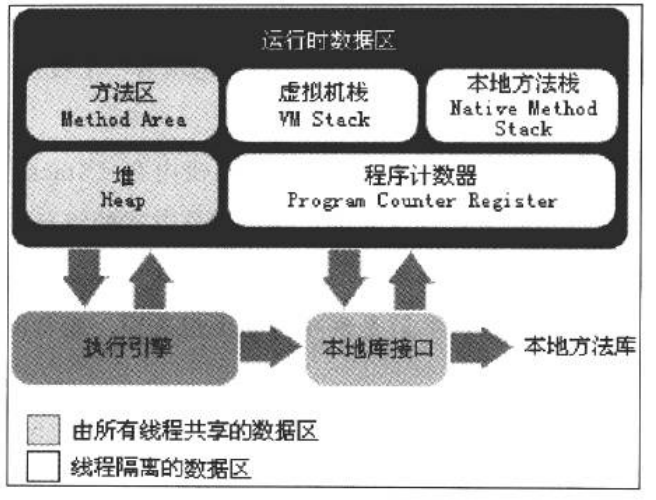 运行时数据区
方法区
Method Area
虚拟机栈
VM Stack
本地方法栈
Native Method
Stack
堆
Heap
程序计数器
Program Counter Register
执行引擎
本地库接口
本地方法库
由所有线程共享的数据区
线程隔离的数据区